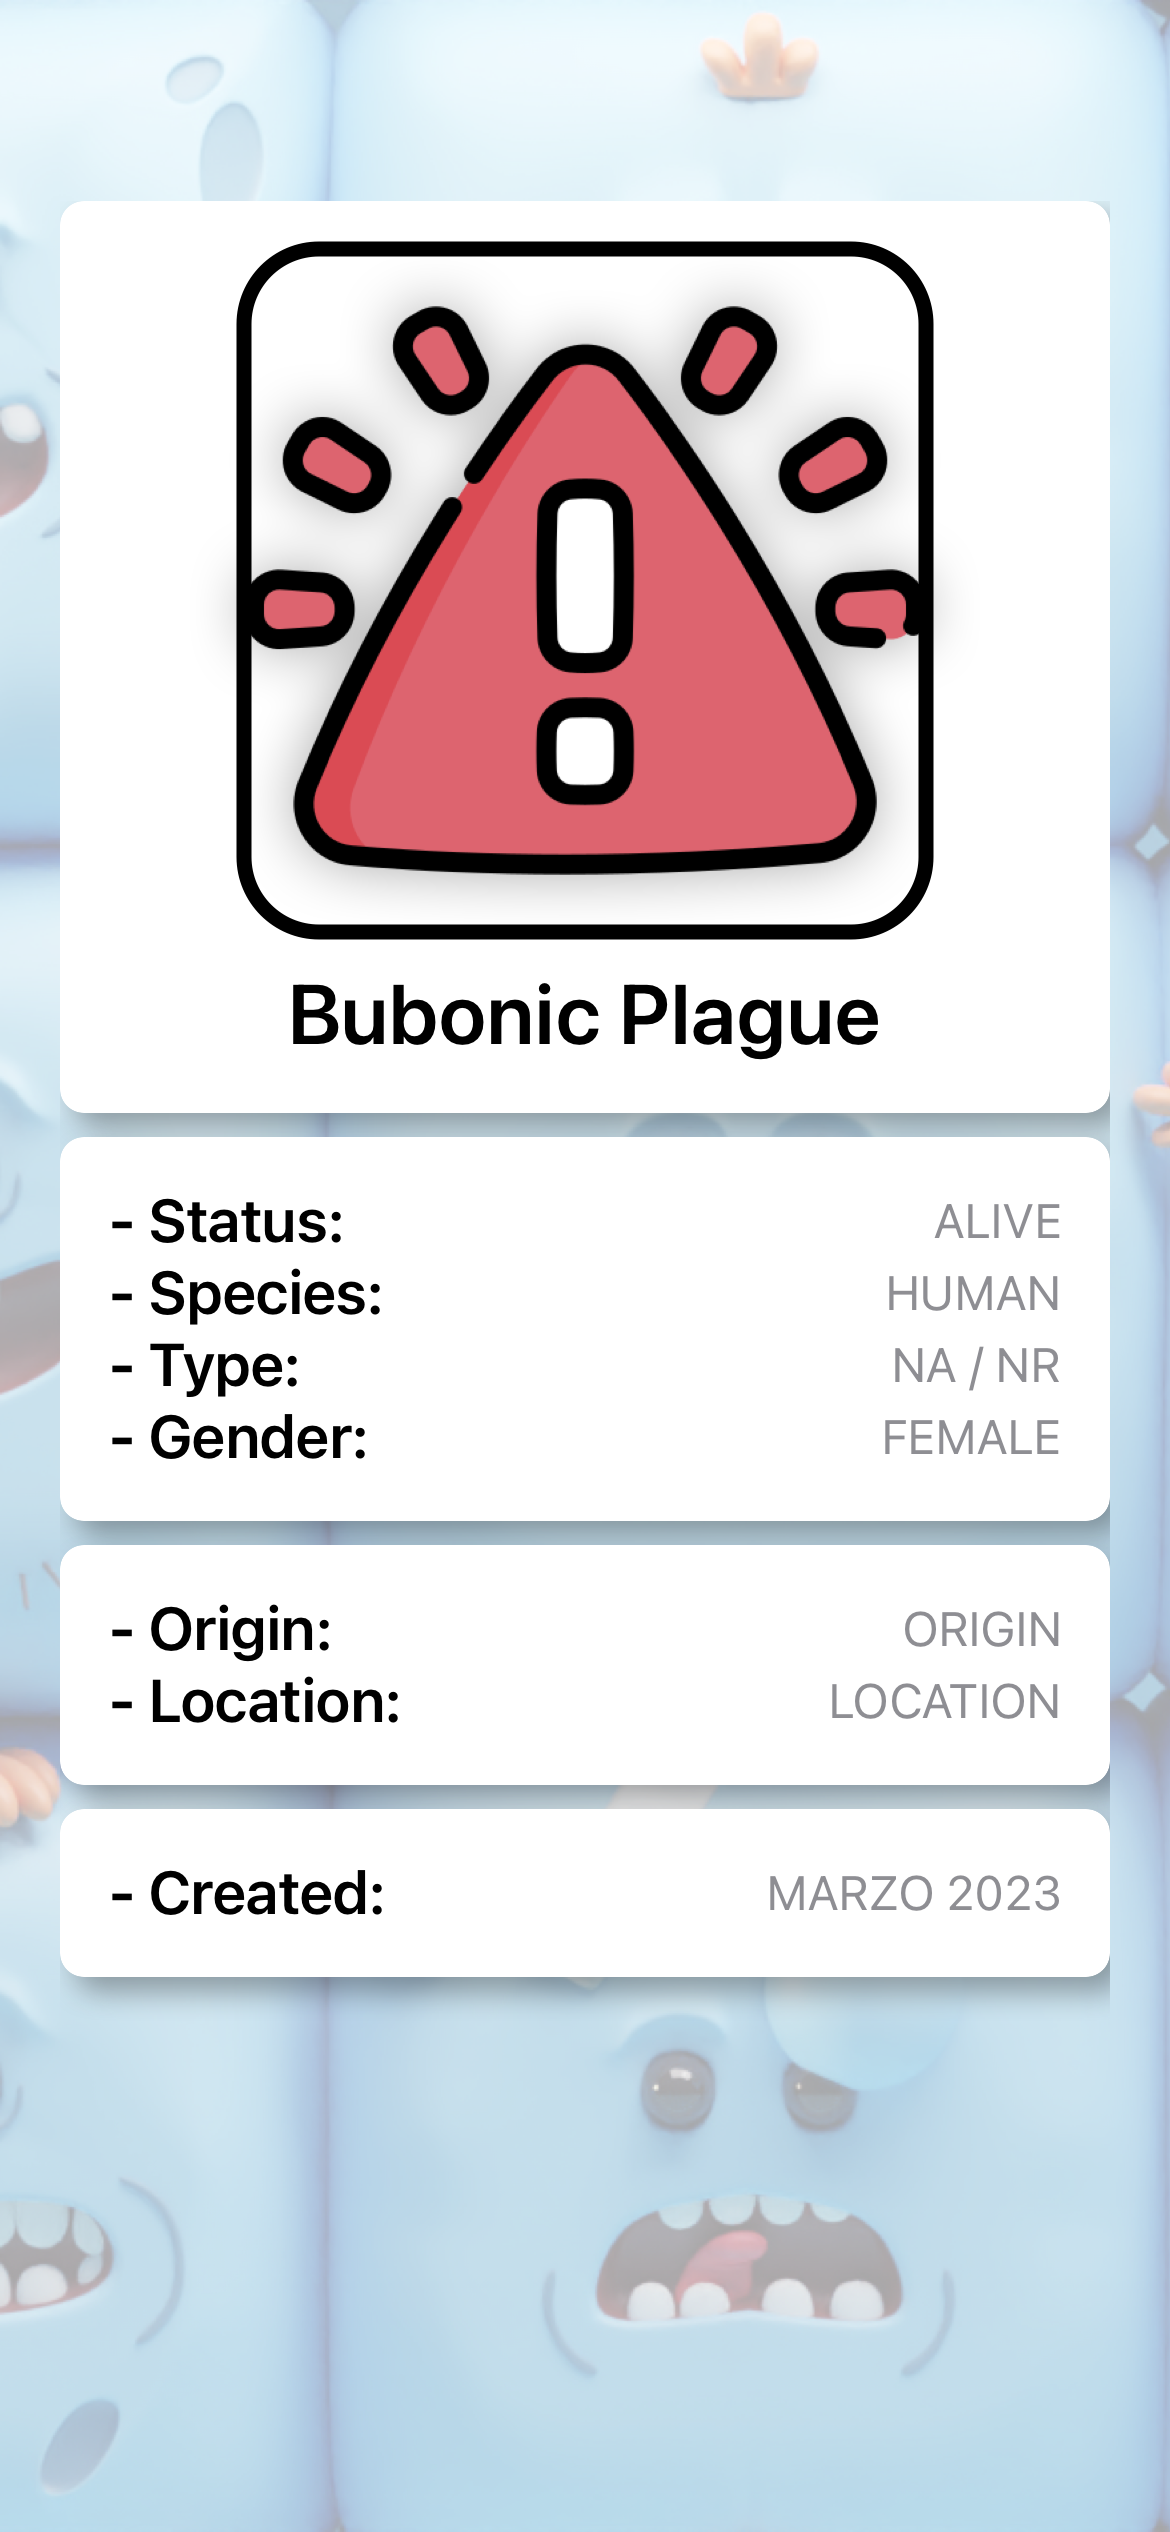 Bubonic Plague
- Status: ALIVE
- Species: HUMAN
- Type: NA / NR
- Gender: FEMALE
- Origin: ORIGIN
- Location: LOCATION
- Created: MARZO 2023